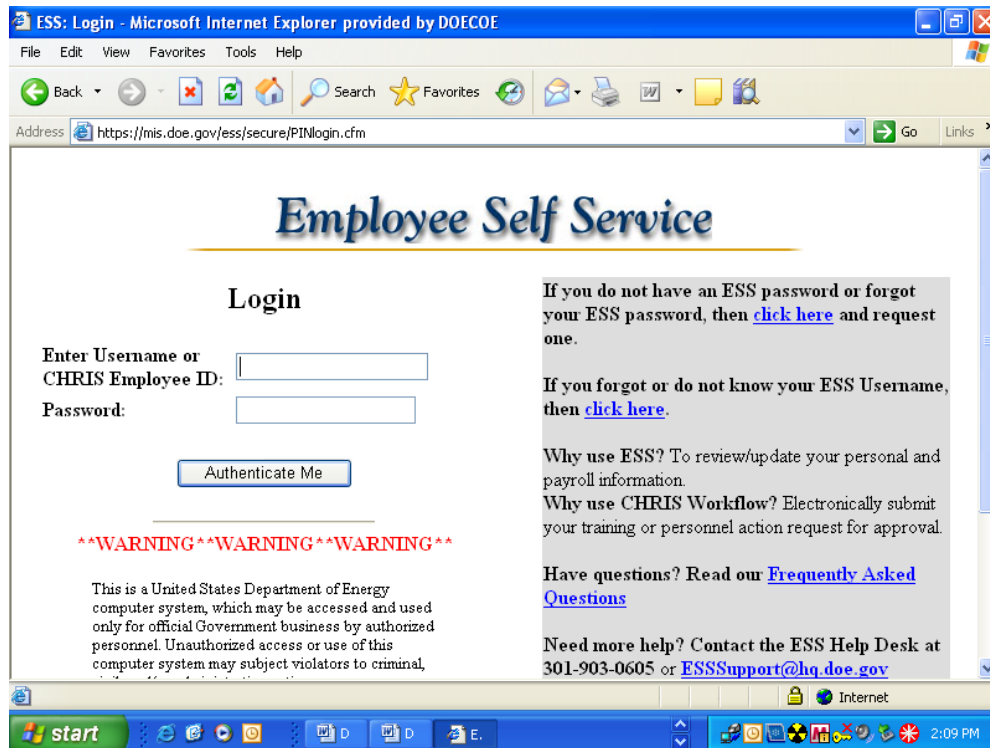 ESS: Login - Microsoft Internet Explorer provided by DOECOE
File Edit View Favorites Tools Help
Back Search Favorites
Address https://mis.doe.gov/ess/secure/PINlogin.cfm Go Links
Employee Self Service
Login
Enter Username or
CHRIS Employee ID:
Password:
Authenticate Me
**WARNING**WARNING**WARNING**
This is a United States Department of Energy
computer system, which may be accessed and used
only for official Government business by authorized
personnel. Unauthorized access or use of this
computer system may subject violators to criminal,
If you do not have an ESS password or forgot
your ESS password, then click here and request
one.
If you forgot or do not know your ESS Username,
then click here.
Why use ESS? To review/update your personal and
payroll information.
Why use CHRIS Workflow? Electronically submit
your training or personnel action request for approval.
Have questions? Read our Frequently Asked
Questions
Need more help? Contact the ESS Help Desk at
301-903-0605 or ESSSupport@hq.doe.gov
Internet
start D D E. 2:09 PM